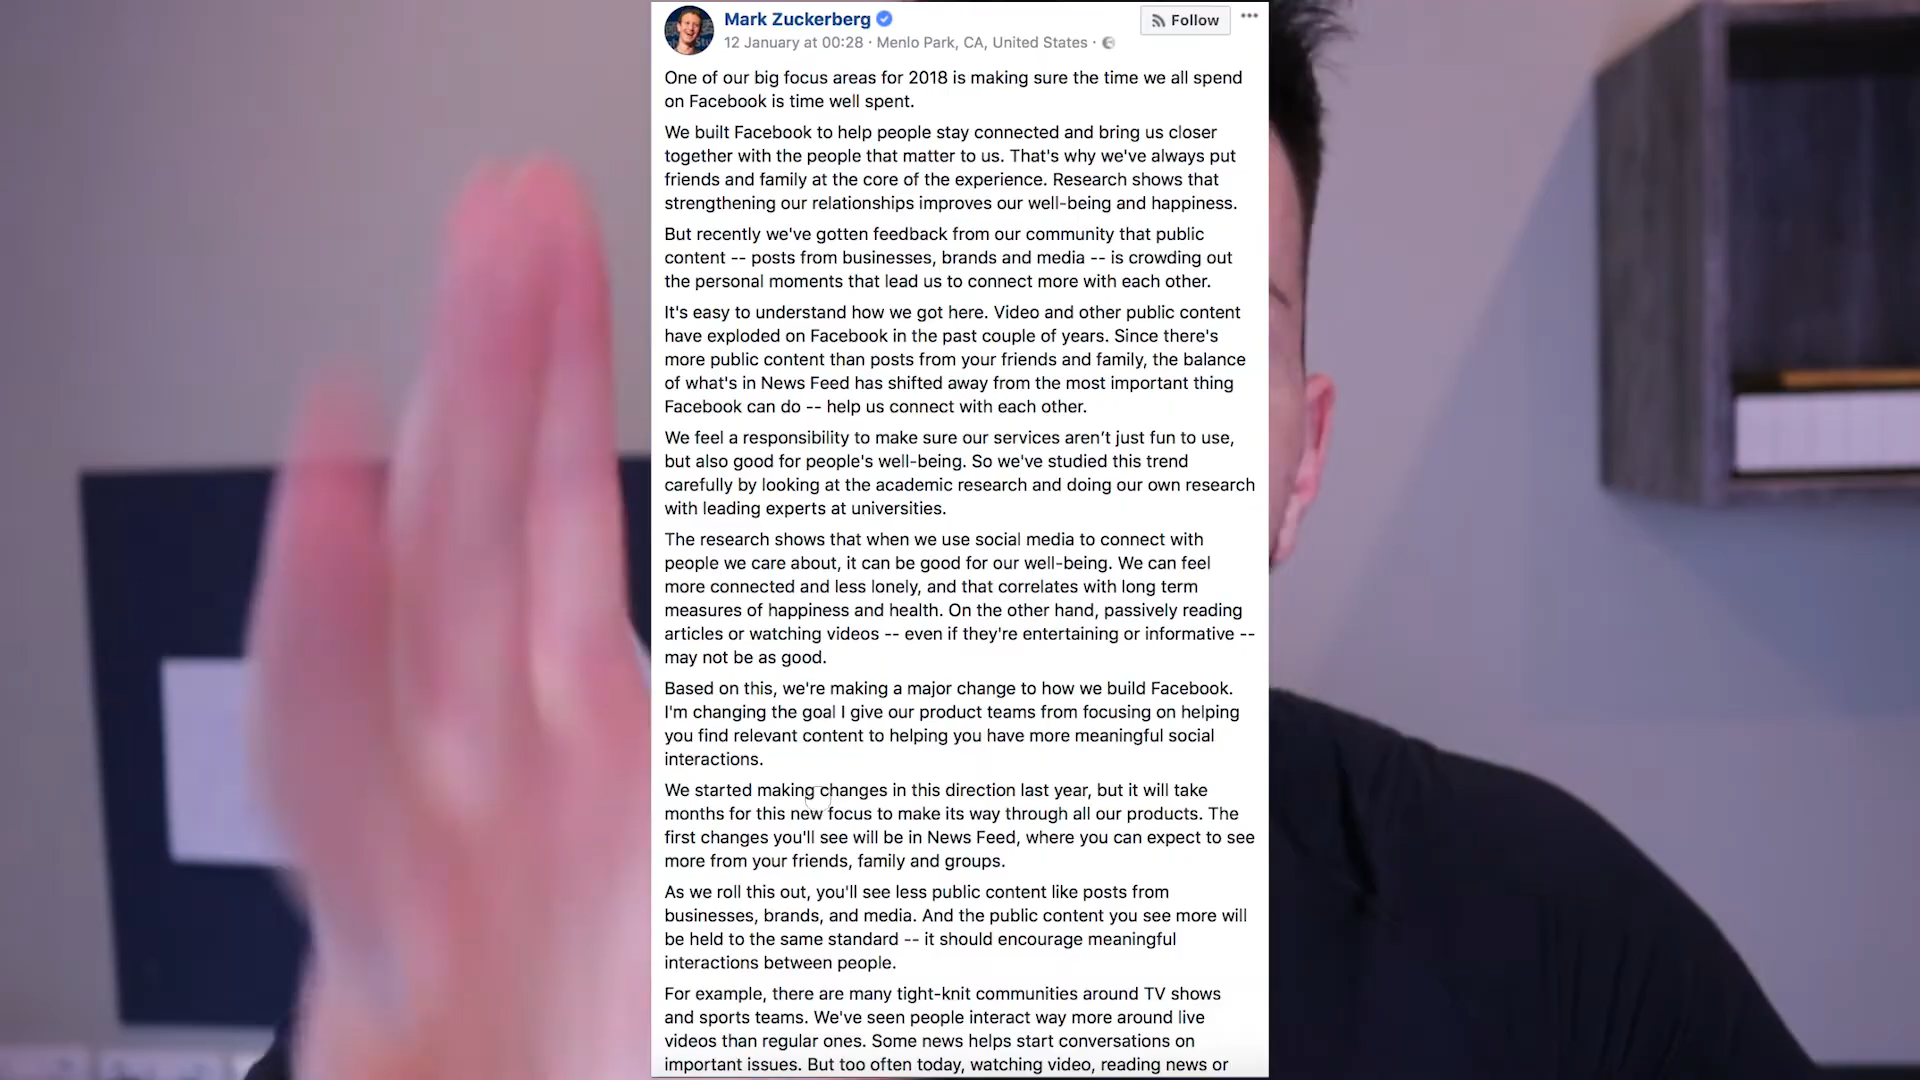 Mark Zuckerberg
Follow
12 January at 00:28 · Menlo Park, CA, United States ·
One of our big focus areas for 2018 is making sure the time we all spend
on Facebook is time well spent.
We built Facebook to help people stay connected and bring us closer
together with the people that matter to us. That's why we've always put
friends and family at the core of the experience. Research shows that
strengthening our relationships improves our well-being and happiness.
But recently we've gotten feedback from our community that public
content -- posts from businesses, brands and media -- is crowding out
the personal moments that lead us to connect more with each other.
It's easy to understand how we got here. Video and other public content
have exploded on Facebook in the past couple of years. Since there's
more public content than posts from your friends and family, the balance
of what's in News Feed has shifted away from the most important thing
Facebook can do -- help us connect with each other.
We feel a responsibility to make sure our services aren’t just fun to use,
but also good for people's well-being. So we've studied this trend
carefully by looking at the academic research and doing our own research
with leading experts at universities.
The research shows that when we use social media to connect with
people we care about, it can be good for our well-being. We can feel
more connected and less lonely, and that correlates with long term
measures of happiness and health. On the other hand, passively reading
articles or watching videos -- even if they're entertaining or informative --
may not be as good.
Based on this, we're making a major change to how we build Facebook.
I'm changing the goal I give our product teams from focusing on helping
you find relevant content to helping you have more meaningful social
interactions.
We started making changes in this direction last year, but it will take
months for this new focus to make its way through all our products. The
first changes you'll see will be in News Feed, where you can expect to see
more from your friends, family and groups.
As we roll this out, you'll see less public content like posts from
businesses, brands, and media. And the public content you see more will
be held to the same standard -- it should encourage meaningful
interactions between people.
For example, there are many tight-knit communities around TV shows
and sports teams. We've seen people interact way more around live
videos than regular ones. Some news helps start conversations on
important issues. But too often today, watching video, reading news or